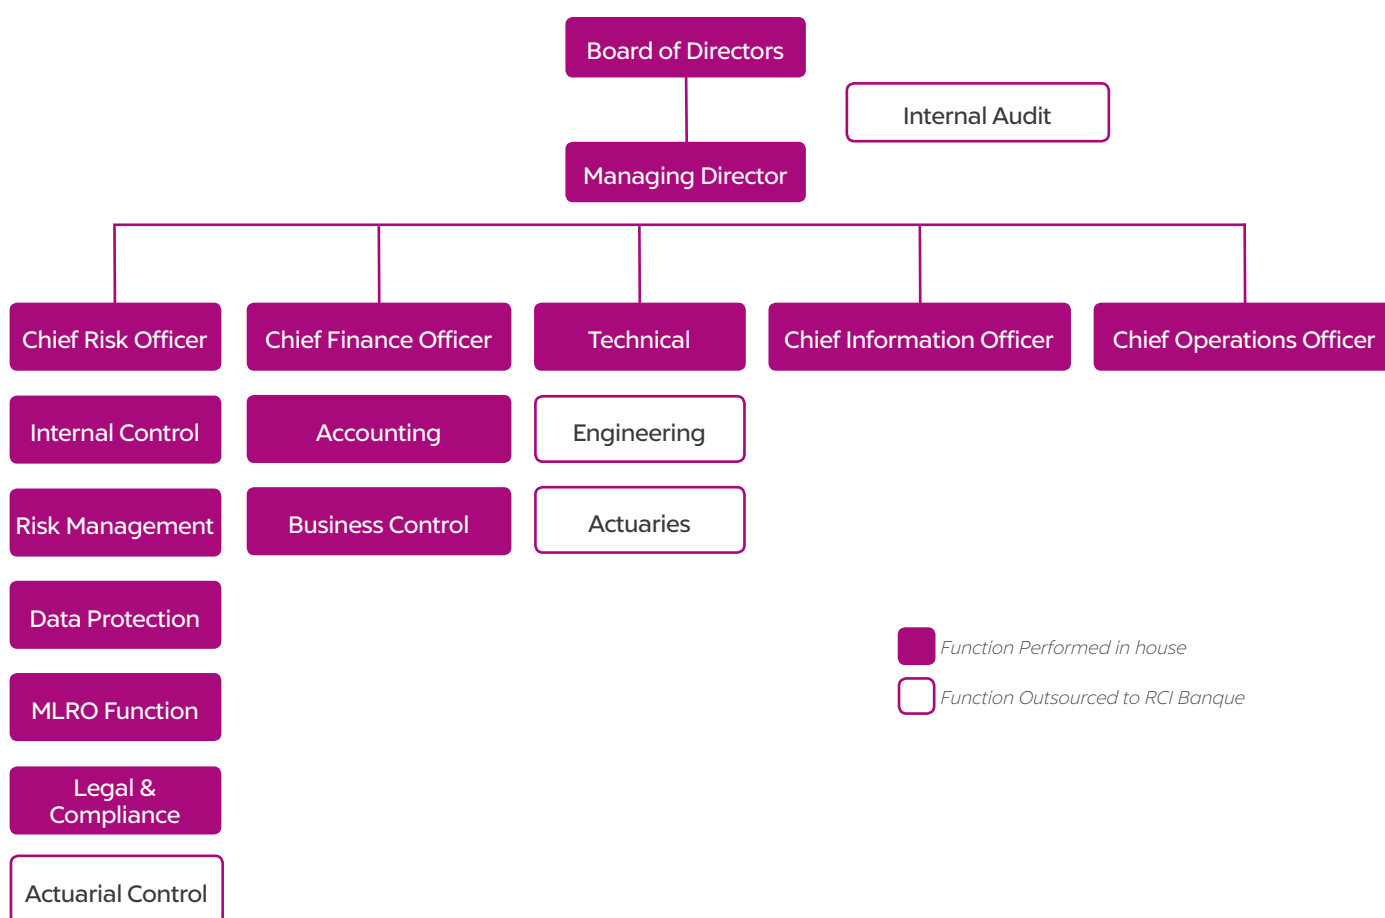 Board of Directors
Internal Audit
Managing Director
Chief Risk Officer
Chief Finance Officer
Technical
Chief Information Officer
Chief Operations Officer
Internal Control
Accounting
Engineering
Risk Management
Business Control
Actuaries
Data Protection
Function Performed in house
MLRO Function
Function Outsourced to RCI Banque
Legal &
Compliance
Actuarial Control